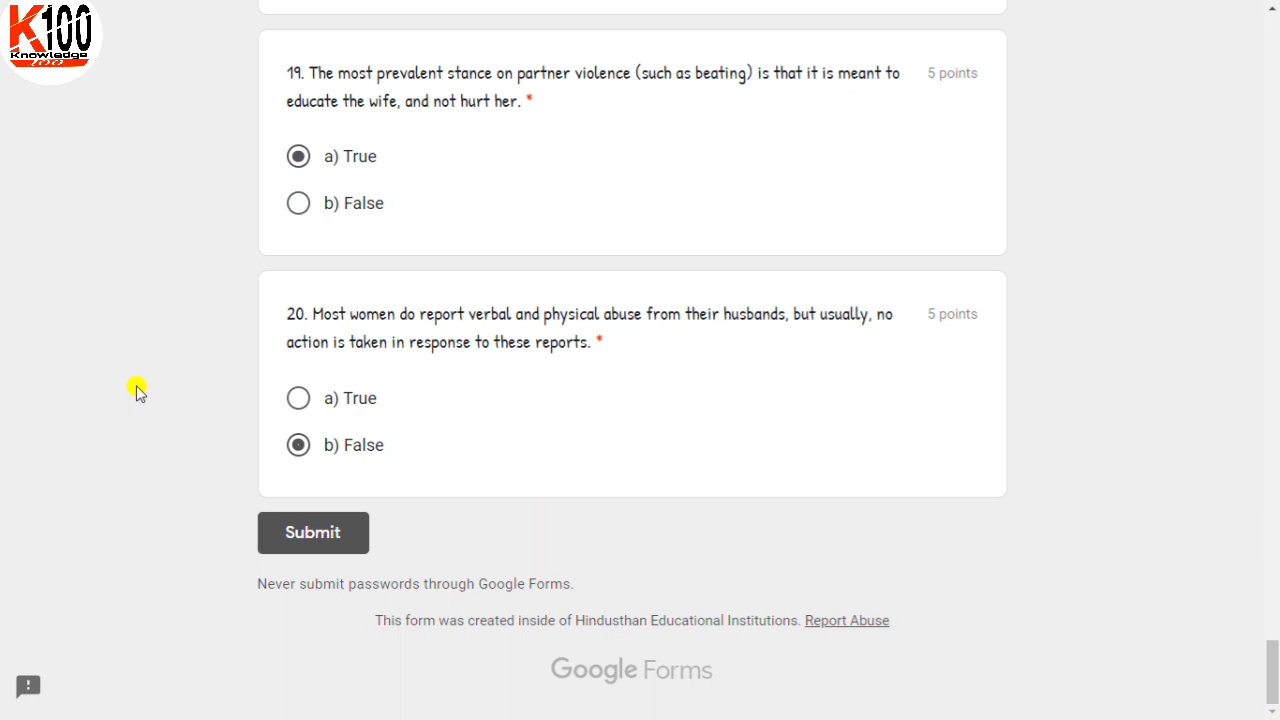 K100
Knowledge
100
19. The most prevalent stance on partner violence (such as beating) is that it is meant to
educate the wife, and not hurt her. *
5 points
a) True
b) False
20. Most women do report verbal and physical abuse from their husbands, but usually, no
action is taken in response to these reports. *
5 points
a) True
b) False
Submit
Never submit passwords through Google Forms.
This form was created inside of Hindusthan Educational Institutions. Report Abuse
Google Forms